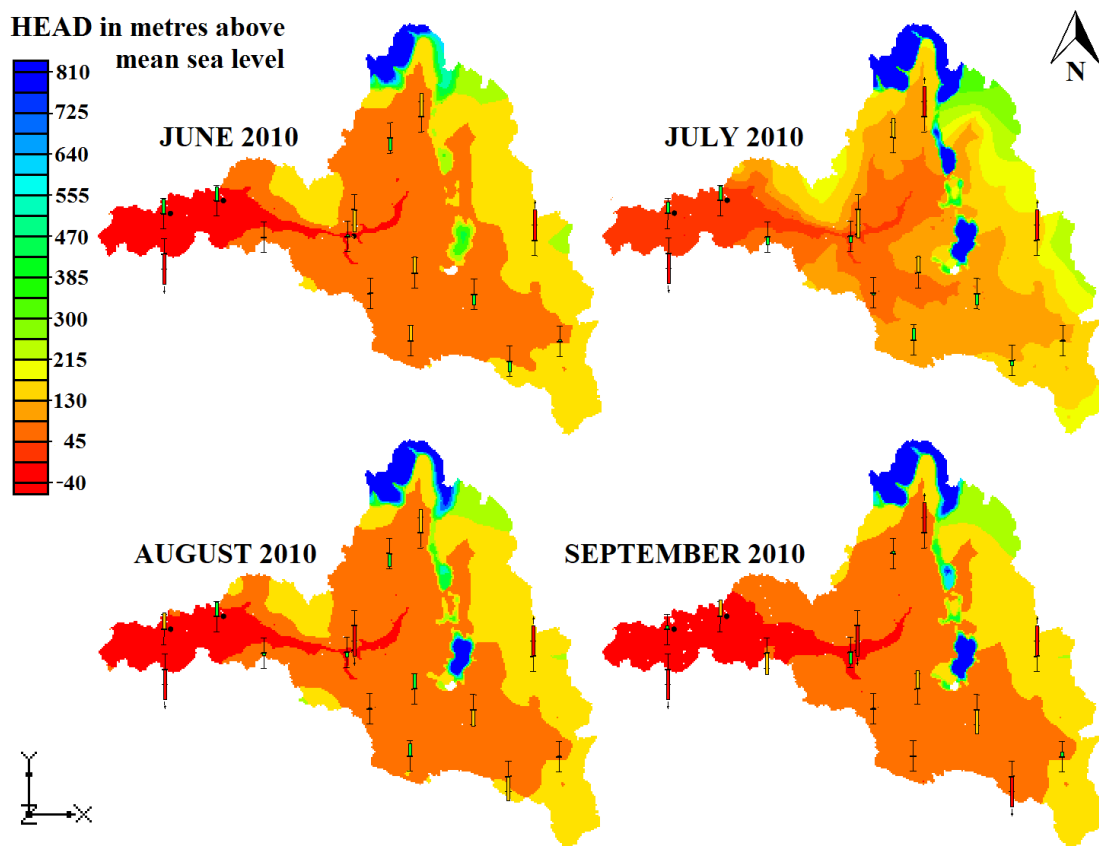 HEAD in metres above
mean sea level
N
810
725
640
555
470
385
300
215
130
45
-40
JUNE 2010
JULY 2010
AUGUST 2010
SEPTEMBER 2010
Y
Z
X